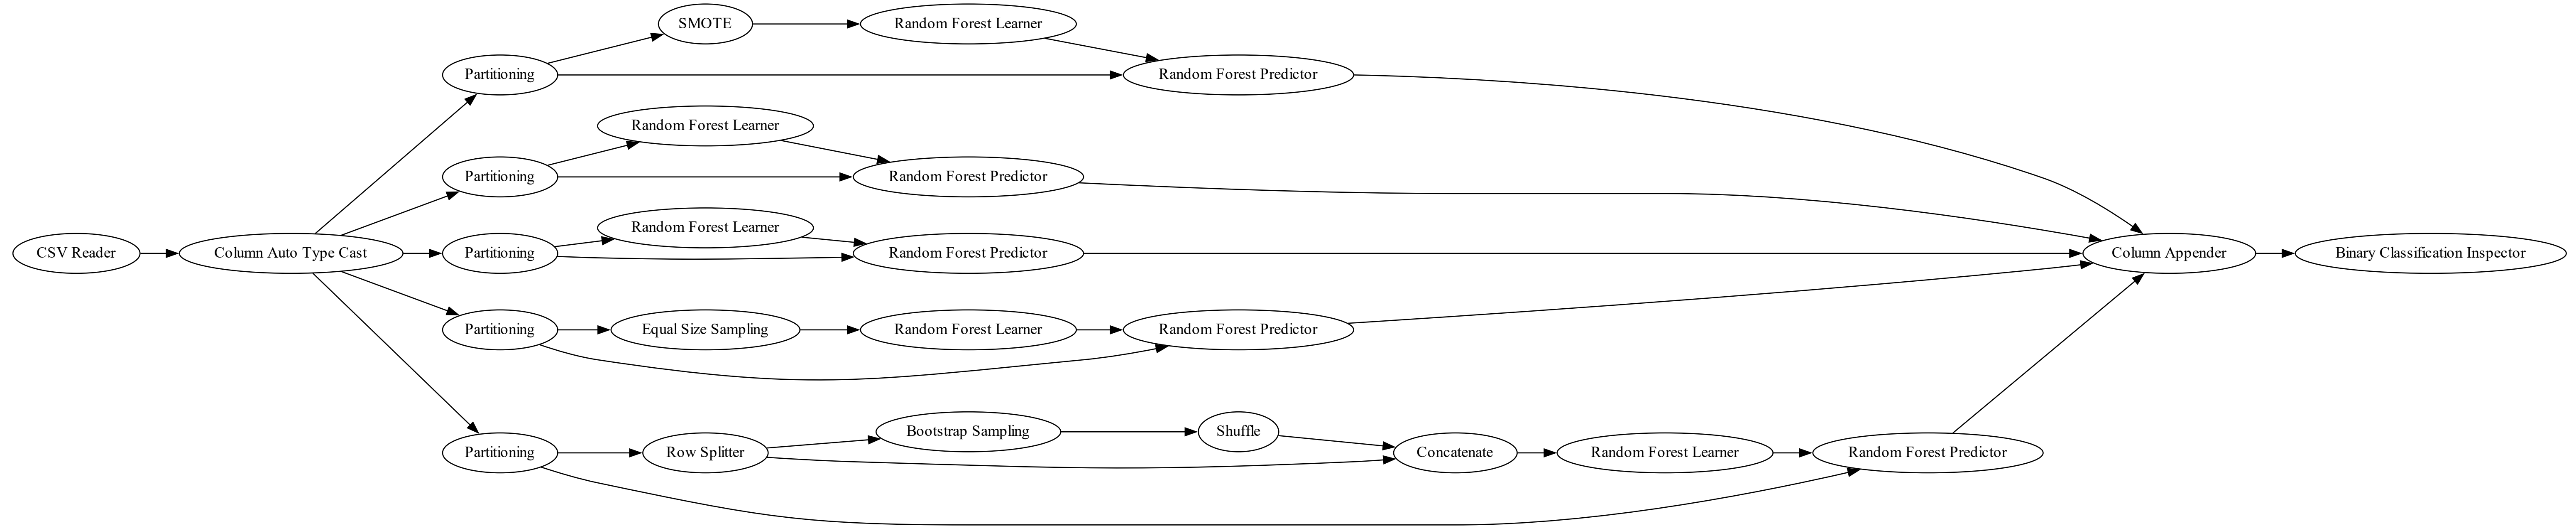 SMOTE
Random Forest Learner
Partitioning
Random Forest Predictor
Random Forest Learner
Partitioning
Random Forest Predictor
Random Forest Learner
CSV Reader
Column Auto Type Cast
Partitioning
Random Forest Predictor
Column Appender
Binary Classification Inspector
Partitioning
Equal Size Sampling
Random Forest Learner
Random Forest Predictor
Bootstrap Sampling
Shuffle
Partitioning
Row Splitter
Concatenate
Random Forest Learner
Random Forest Predictor